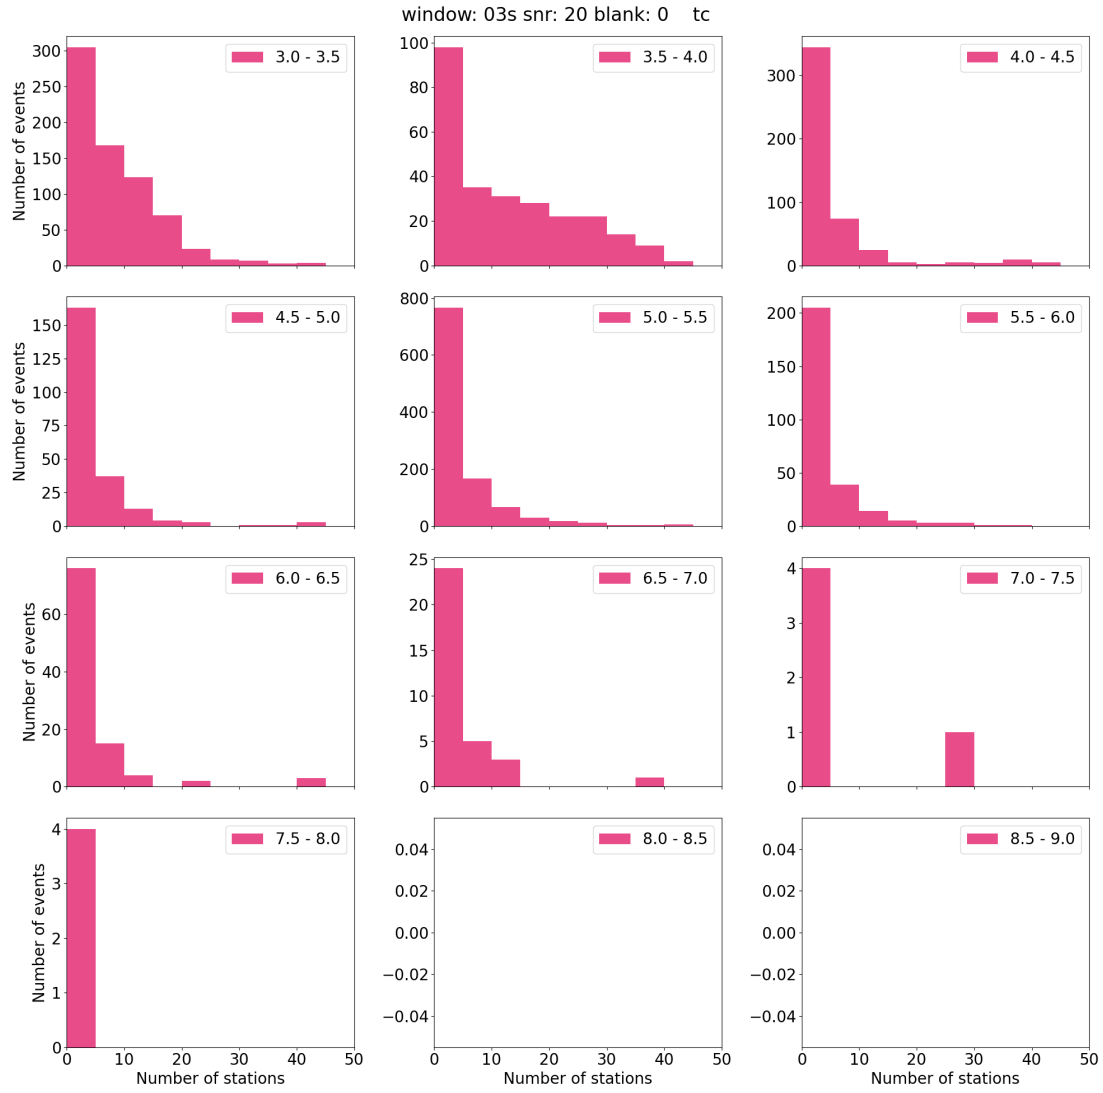 window: 03s snr: 20 blank: 0    tc
3.0 - 3.5
300
250
200
150
100
50
0
Number of events
3.5 - 4.0
100
80
60
40
20
0
4.0 - 4.5
300
200
100
0
4.5 - 5.0
150
125
100
75
50
25
0
Number of events
5.0 - 5.5
800
600
400
200
0
5.5 - 6.0
200
150
100
50
0
6.0 - 6.5
60
40
20
0
Number of events
6.5 - 7.0
25
20
15
10
5
0
7.0 - 7.5
4
3
2
1
0
7.5 - 8.0
4
3
2
1
0
Number of events
0 10 20 30 40 50
Number of stations
8.0 - 8.5
0.04
0.02
0.00
−0.02
−0.04
0 10 20 30 40 50
Number of stations
8.5 - 9.0
0.04
0.02
0.00
−0.02
−0.04
0 10 20 30 40 50
Number of stations